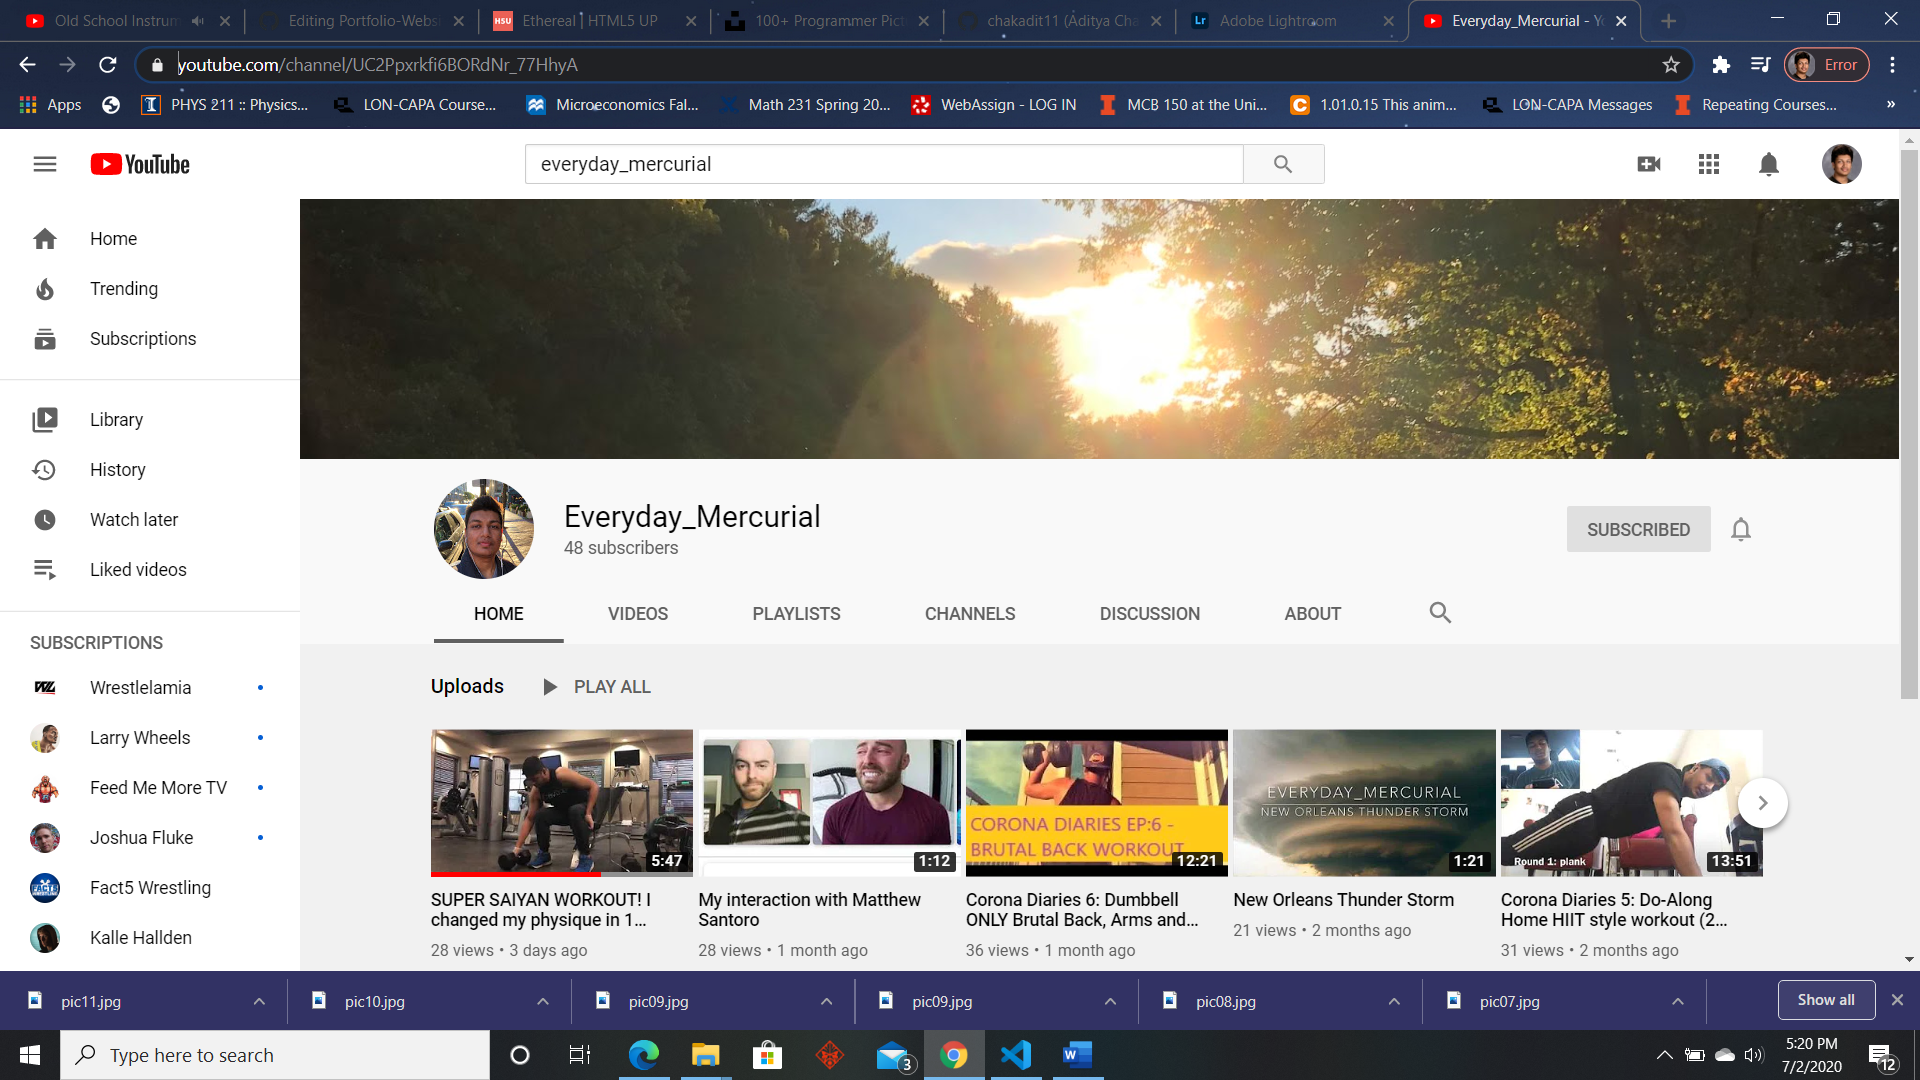 Old School Instrum
Editing Portfolio-Websi
HSU Ethereal | HTML5 UP
100+ Programmer Pict
chakadit11 (Aditya Cha
Lr Adobe Lightroom
Everyday_Mercurial - Yo
youtube.com/channel/UC2Ppxrkfi6BORdNr_77HhyA
Error
Apps
PHYS 211 :: Physics...
LON-CAPA Course...
Microeconomics Fal...
Math 231 Spring 20...
WebAssign - LOG IN
MCB 150 at the Uni...
1.01.0.15 This anim...
LON-CAPA Messages
Repeating Courses...
»
YouTube
everyday_mercurial
Home
Trending
Subscriptions
Library
History
Watch later
Liked videos
SUBSCRIPTIONS
Wrestlelamia
Larry Wheels
Feed Me More TV
Joshua Fluke
FACT5
Fact5 Wrestling
Kalle Hallden
Everyday_Mercurial
48 subscribers
SUBSCRIBED
HOME VIDEOS PLAYLISTS CHANNELS DISCUSSION ABOUT
Uploads PLAY ALL
5:47
SUPER SAIYAN WORKOUT! I
changed my physique in 1...
28 views • 3 days ago
1:12
My interaction with Matthew
Santoro
28 views • 1 month ago
CORONA DIARIES EP:6 -
BRUTAL BACK WORKOUT
12:21
Corona Diaries 6: Dumbbell
ONLY Brutal Back, Arms and...
36 views • 1 month ago
EVERYDAY_MERCURIAL
NEW ORLEANS THUNDER STORM
1:21
New Orleans Thunder Storm
21 views • 2 months ago
Round 1: plank
13:51
Corona Diaries 5: Do-Along
Home HIIT style workout (2...
31 views • 2 months ago
pic11.jpg
pic10.jpg
pic09.jpg
pic09.jpg
pic08.jpg
pic07.jpg
Show all
Type here to search
3
5:20 PM
7/2/2020
12